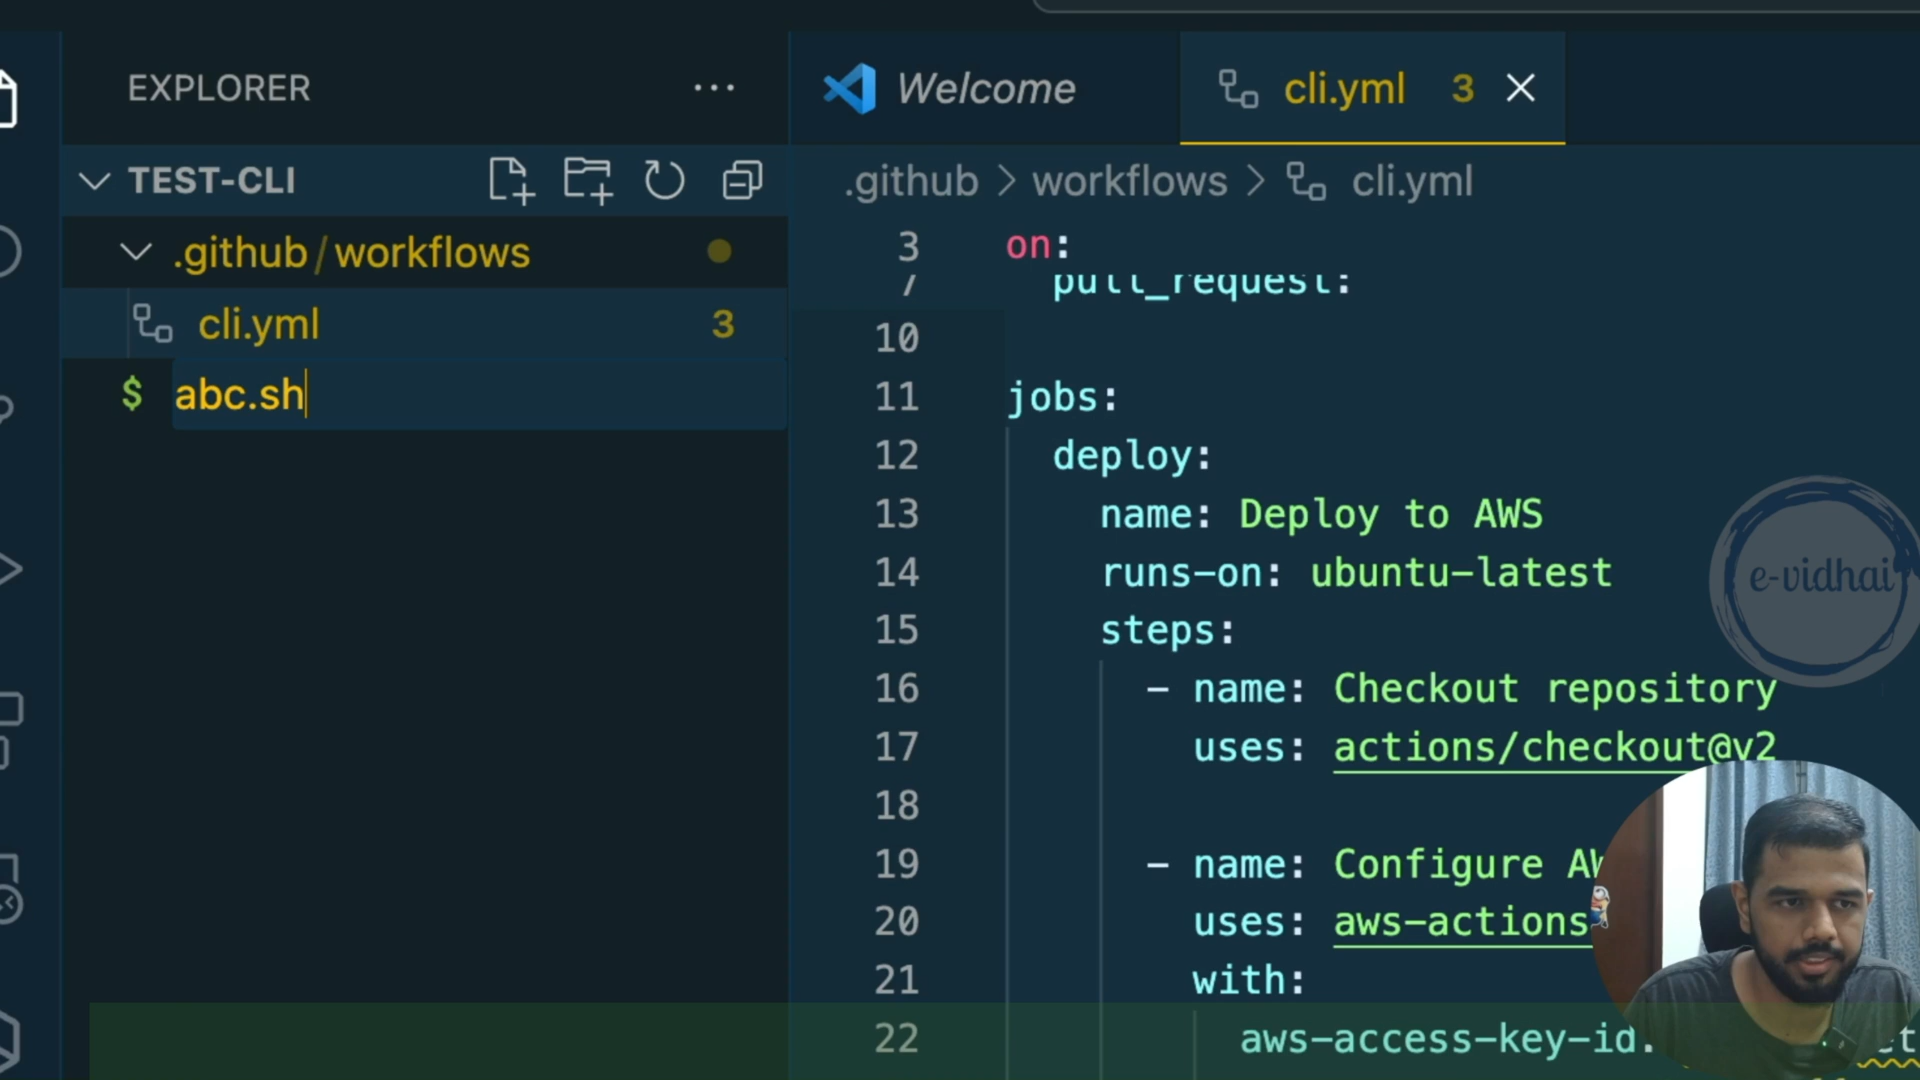 EXPLORER
TEST-CLI
.github/workflows
cli.yml 3
abc.sh
Welcome
cli.yml 3
.github > workflows > cli.yml
3 on:
7 pull_request:
10
11 jobs:
12 deploy:
13 name: Deploy to AWS
14 runs-on: ubuntu-latest
15 steps:
16 - name: Checkout repository
17 uses: actions/checkout@v2
18
19 - name: Configure
20 uses: aws-actions
21 with:
22 aws-access-key-id
e-vidhai